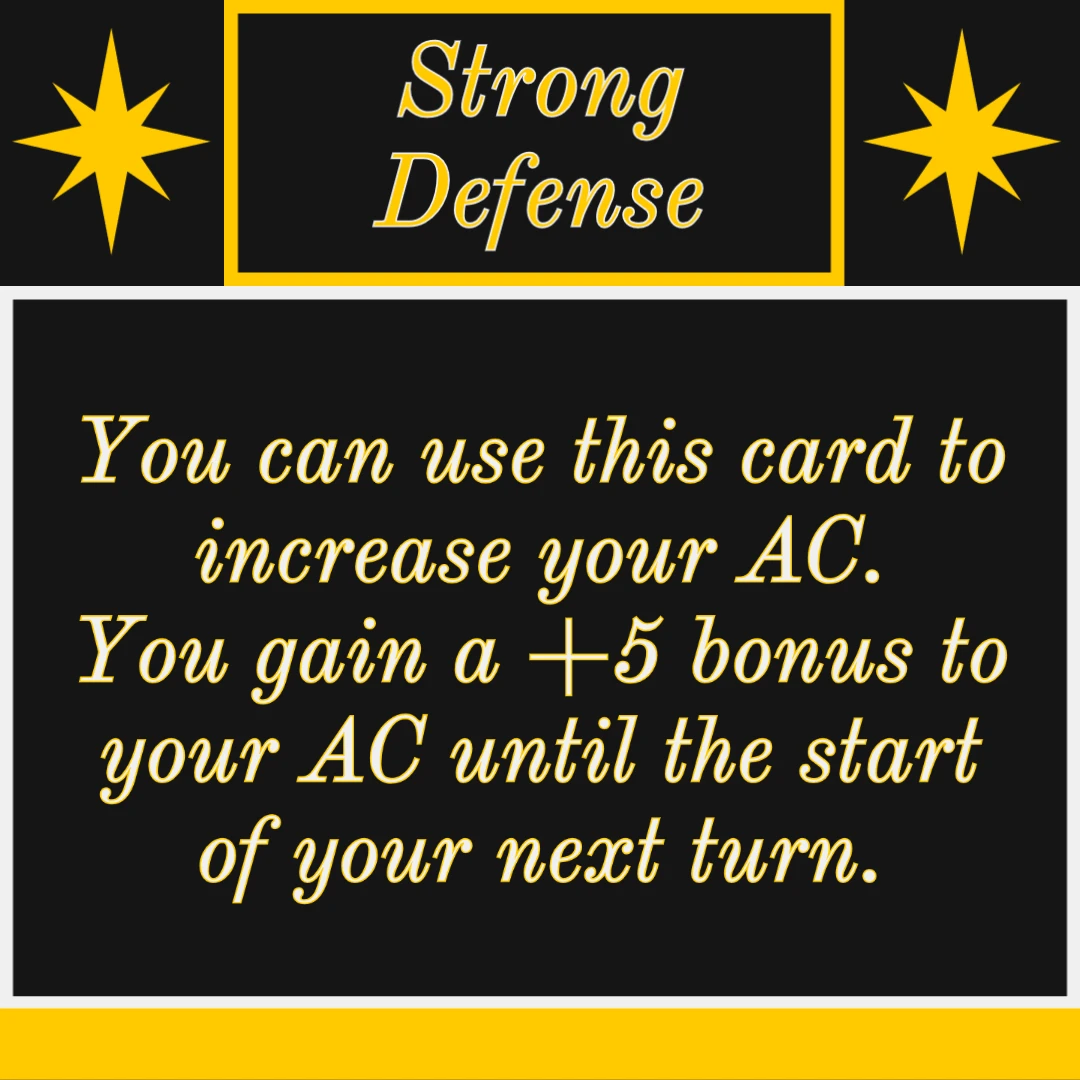 Strong
Defense
You can use this card to
increase your AC.
You gain a +5 bonus to
your AC until the start
of your next turn.